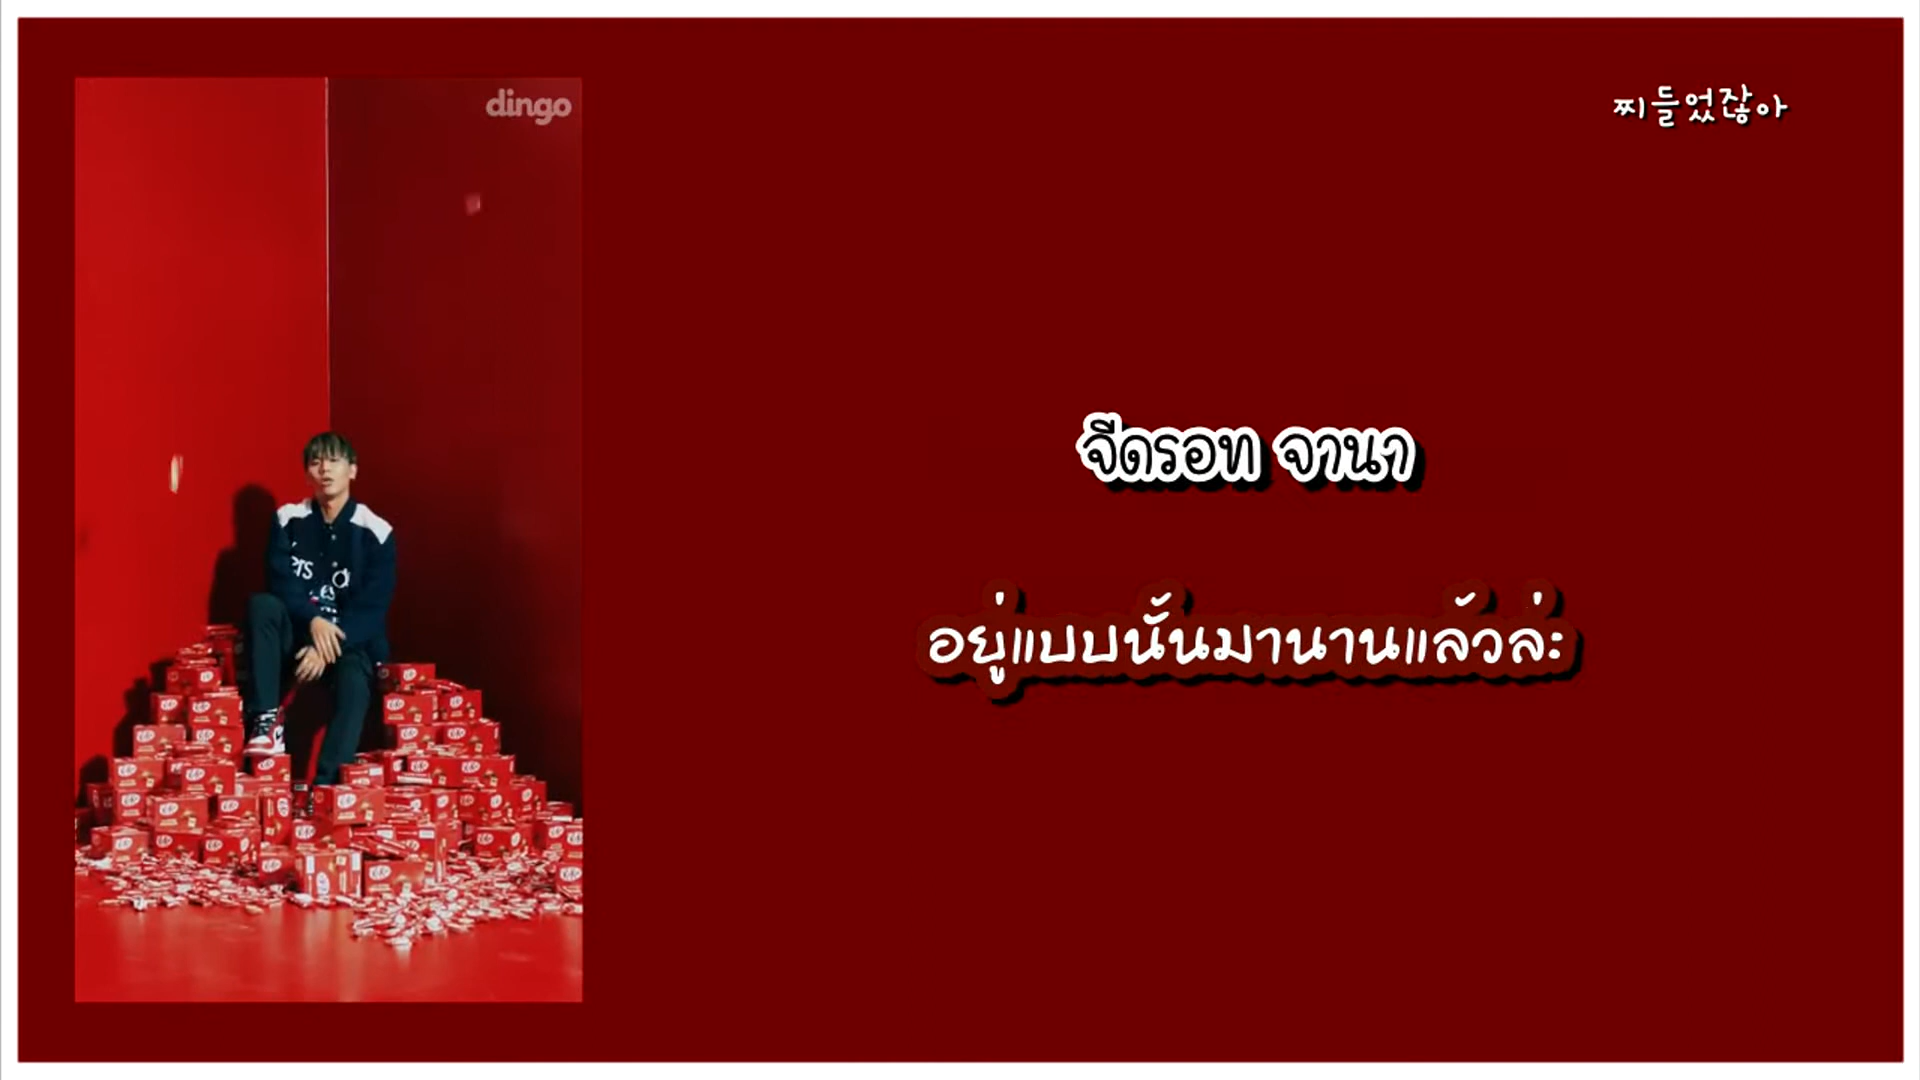 dingo
찌들었잖아
จีดรอท จานา
อยู่แบบนั้นมานานแล้วล่ะ
KitKat